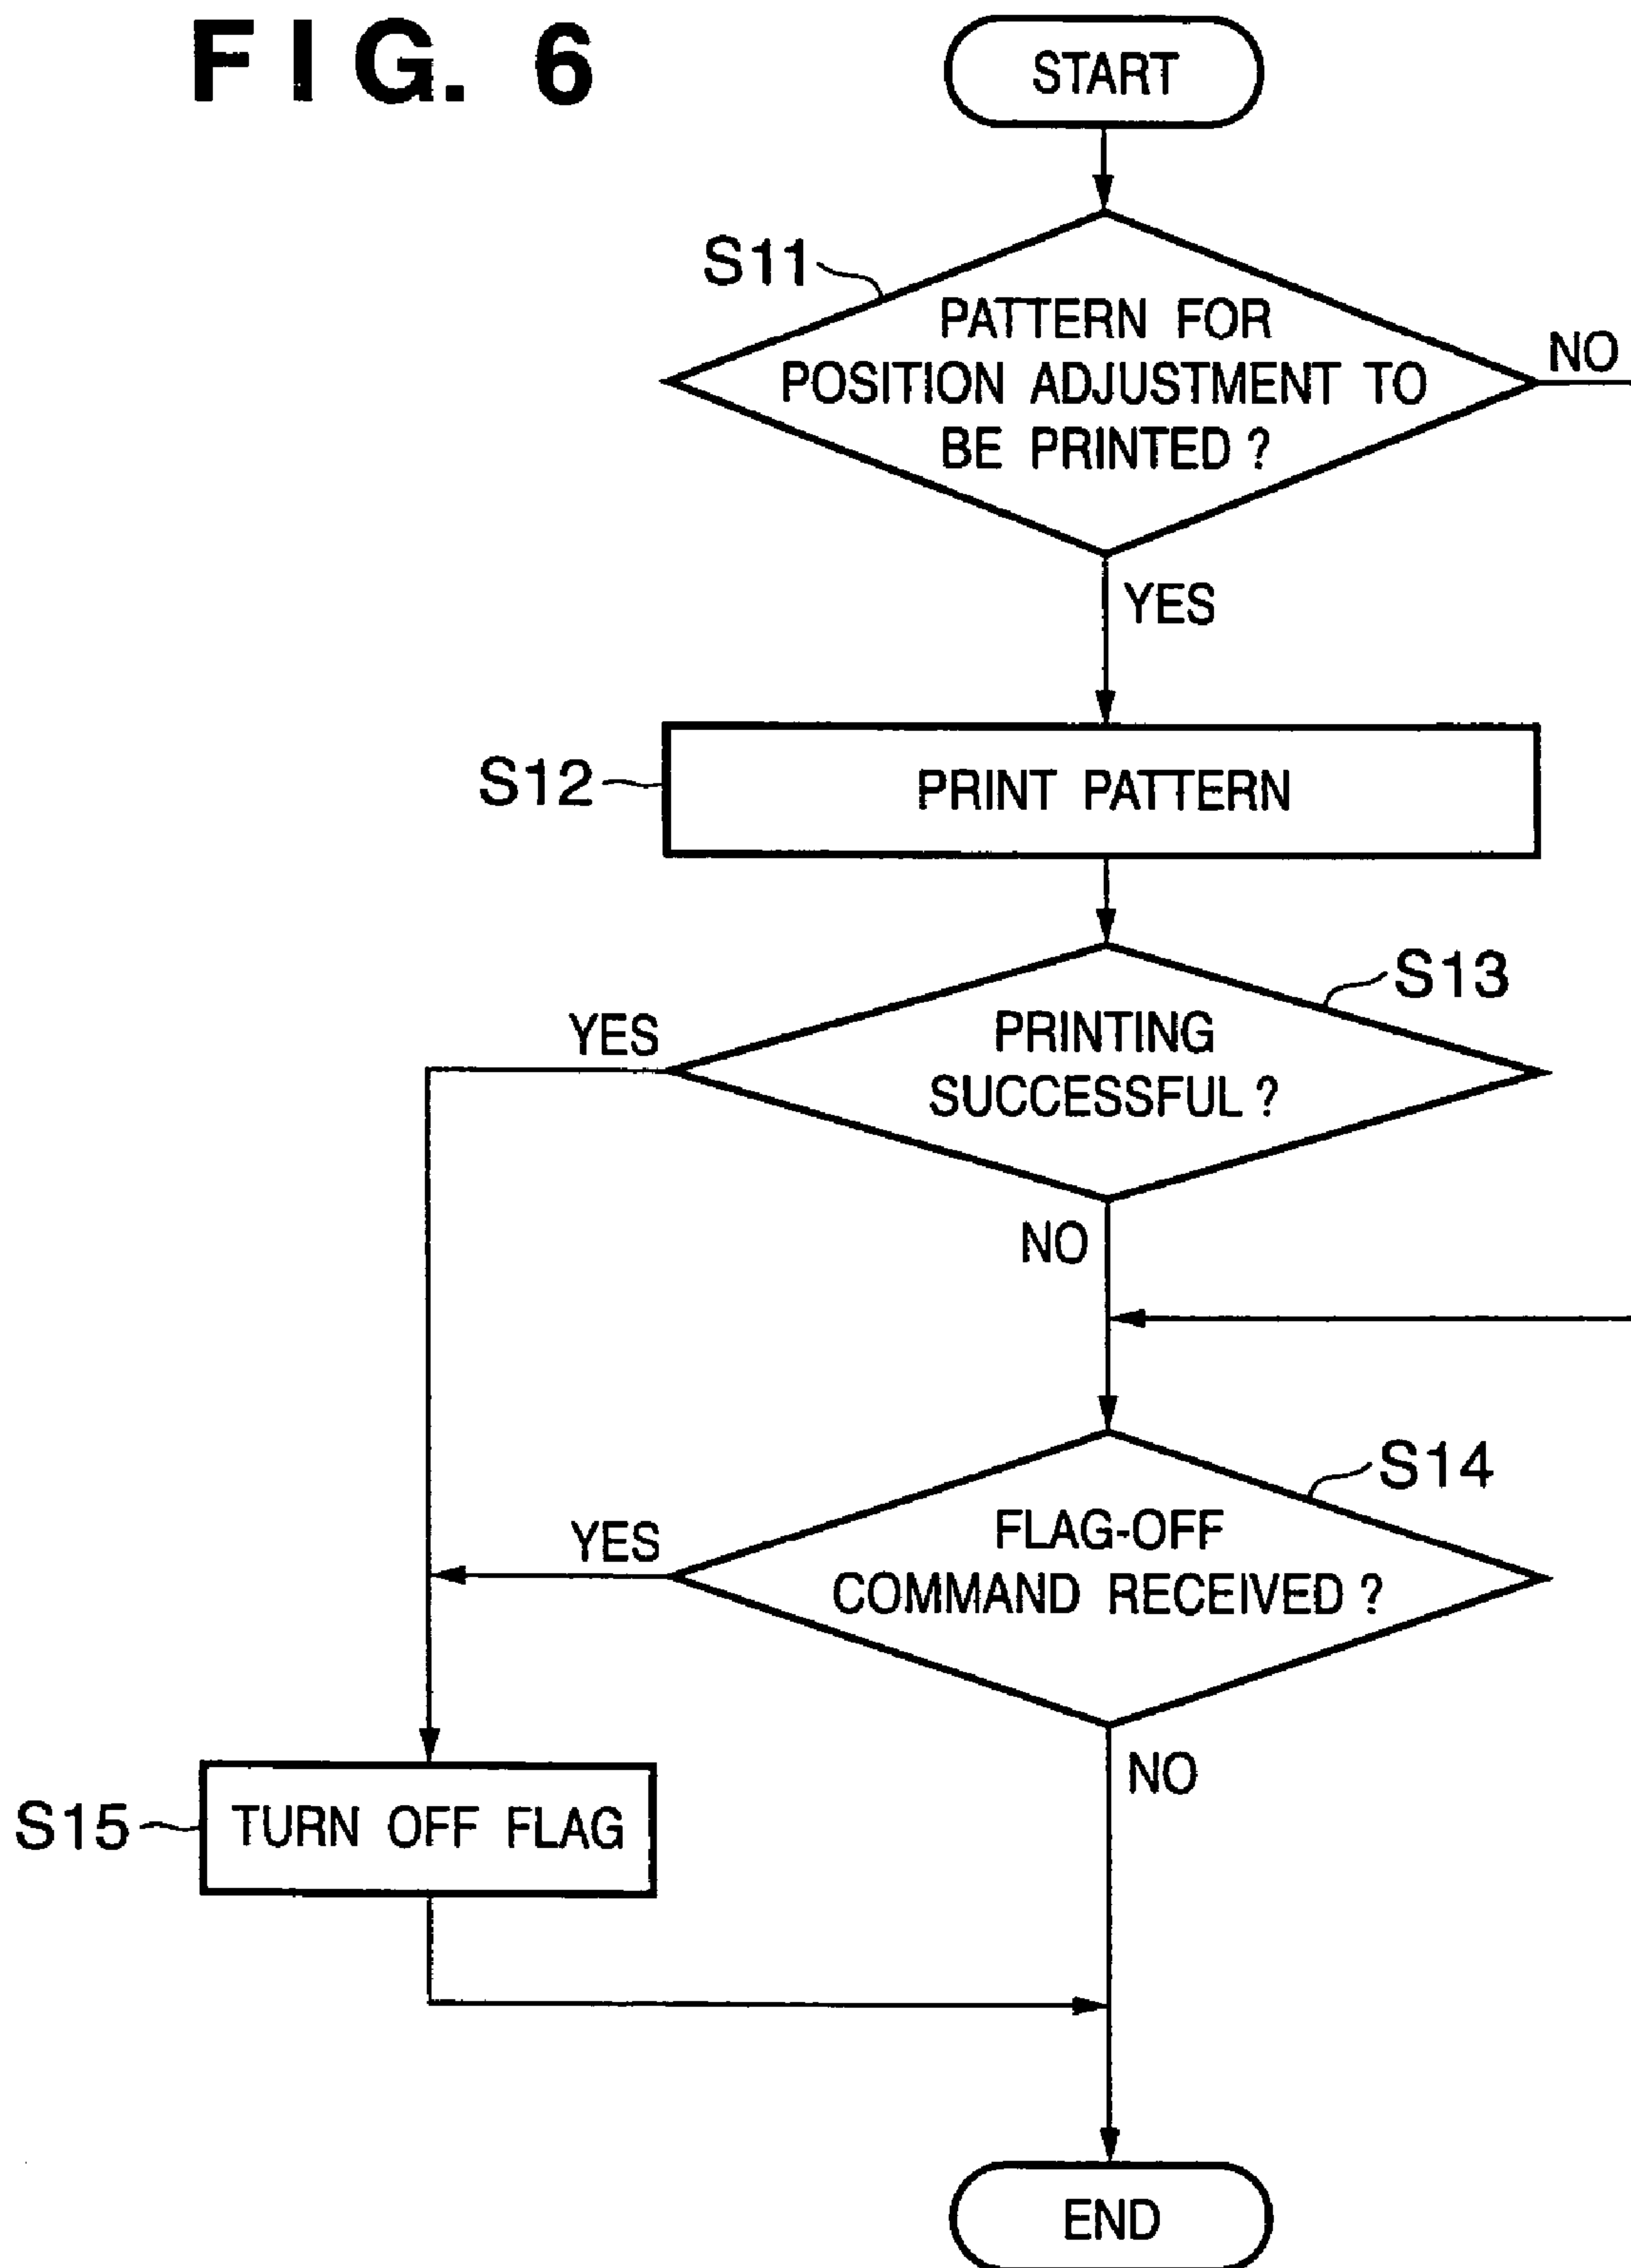 FIG. 6
START
S11
PATTERN FOR
POSITION ADJUSTMENT TO
BE PRINTED ?
NO
YES
S12
PRINT PATTERN
S13
YES
PRINTING
SUCCESSFUL ?
NO
S14
YES
FLAG-OFF
COMMAND RECEIVED ?
NO
S15
TURN OFF FLAG
END